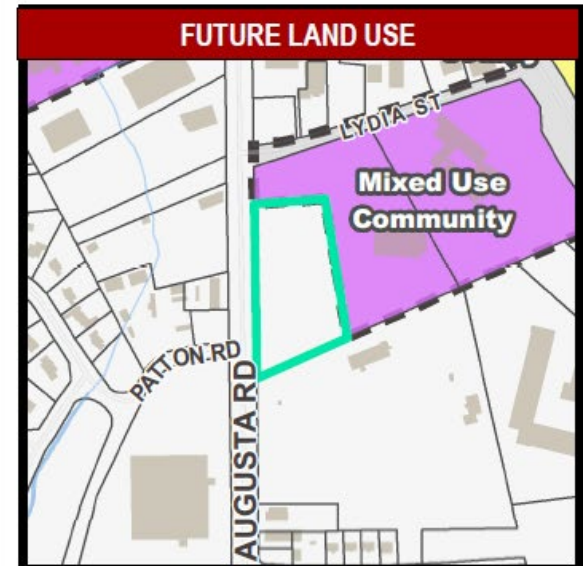 FUTURE LAND USE
LYDIA ST
Mixed Use
Community
PATTON RD
AUGUSTA RD